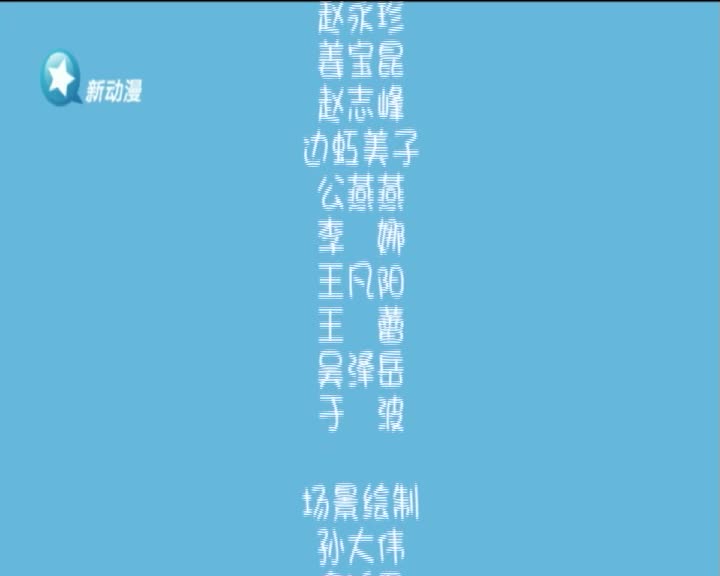 赵永珍
姜宝昆
新动漫
赵志峰
边虹美子
公燕燕
李 娜
王凡阳
王 蕾
吴泽岳
于 波
场景绘制
孙大伟